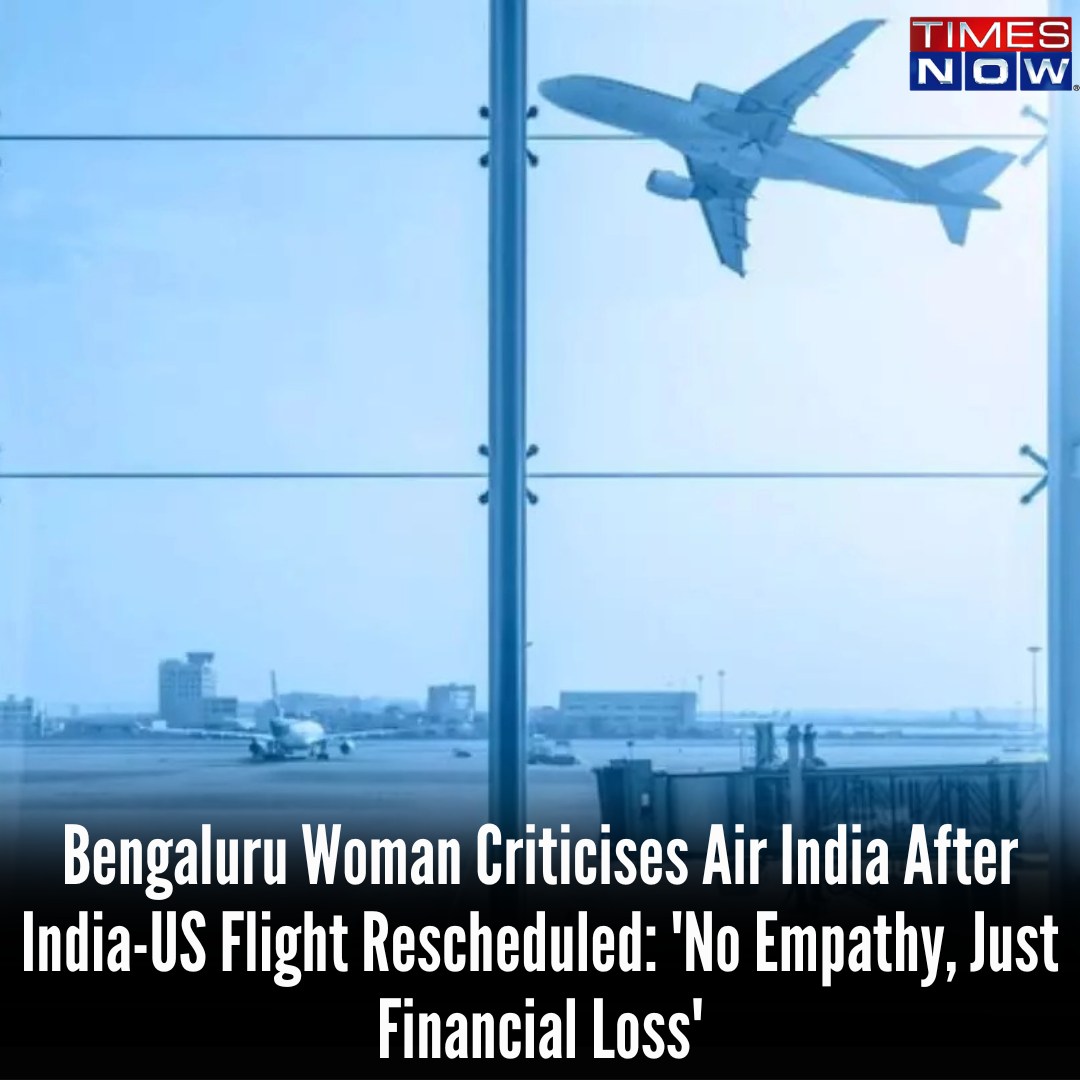 TIMES
NOW
Bengaluru Woman Criticises Air India After
India-US Flight Rescheduled: 'No Empathy, Just
Financial Loss'